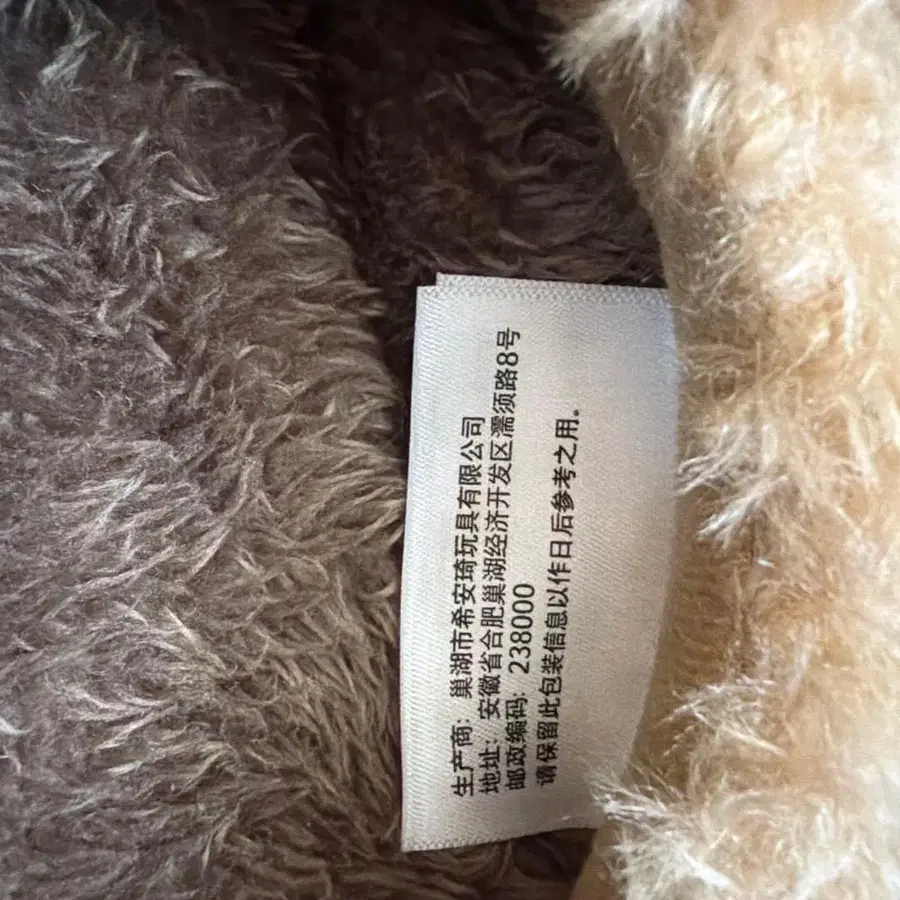 生产商：巢湖市希安琦玩具有限公司
地址：安徽省合肥巢湖经济开发区濡须路8号
邮政编码：238000
请保留此包装信息以作日后参考之用。